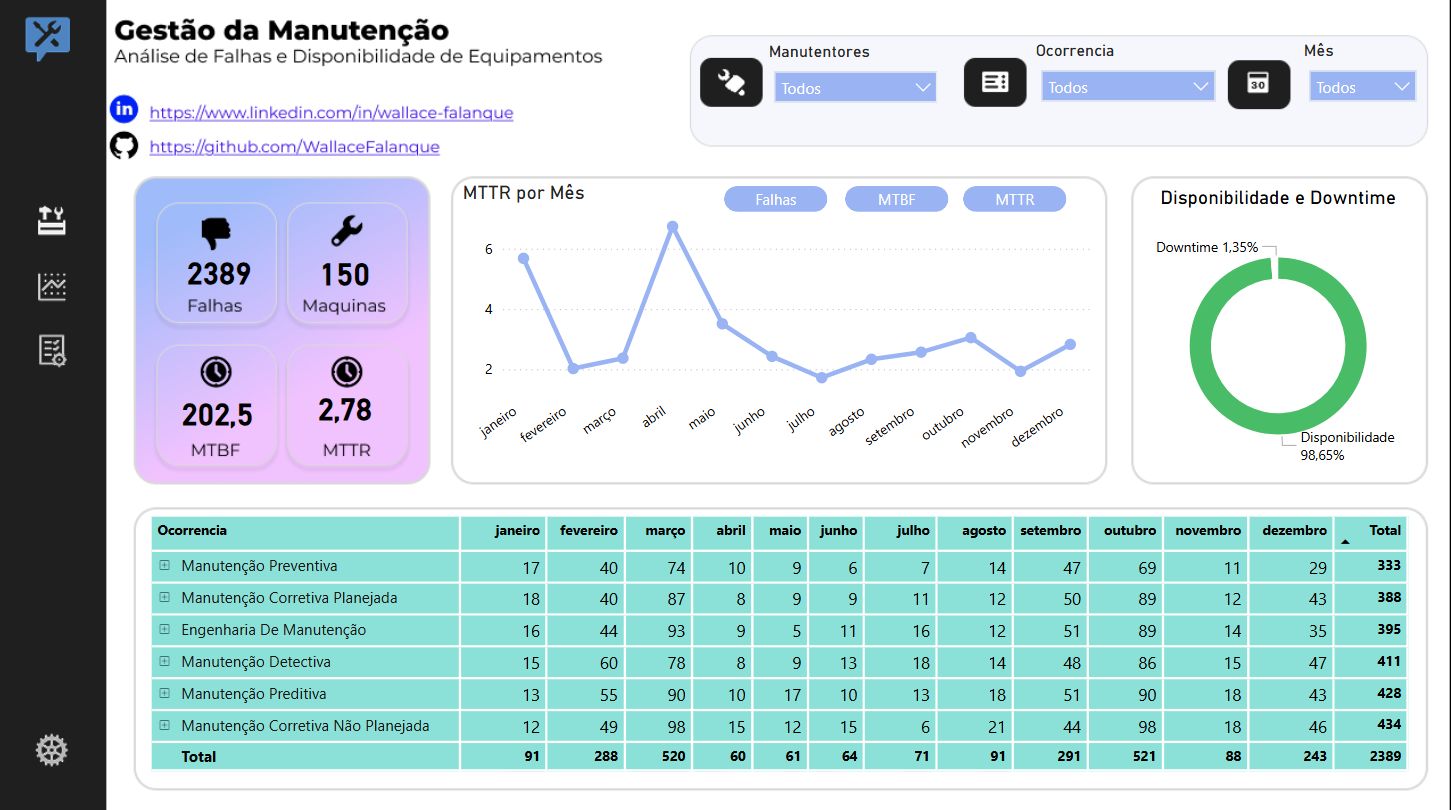 Gestão da Manutenção
Análise de Falhas e Disponibilidade de Equipamentos
in https://www.linkedin.com/in/wallace-falanque
https://github.com/WallaceFalanque
Manutentores
Todos
Ocorrencia
Todos
30
Mês
Todos
2389
Falhas
150
Maquinas
202,5
MTBF
2,78
MTTR
MTTR por Mês
Falhas MTBF MTTR
6
4
2
janeiro fevereiro março abril maio junho julho agosto setembro outubro novembro dezembro
Disponibilidade e Downtime
Downtime 1,35%
Disponibilidade
98,65%
Ocorrencia janeiro fevereiro março abril maio junho julho agosto setembro outubro novembro dezembro Total
Manutenção Preventiva 17 40 74 10 9 6 7 14 47 69 11 29 333
Manutenção Corretiva Planejada 18 40 87 8 9 9 11 12 50 89 12 43 388
Engenharia De Manutenção 16 44 93 9 5 11 16 12 51 89 14 35 395
Manutenção Detectiva 15 60 78 8 9 13 18 14 48 86 15 47 411
Manutenção Preditiva 13 55 90 10 17 10 13 18 51 90 18 43 428
Manutenção Corretiva Não Planejada 12 49 98 15 12 15 6 21 44 98 18 46 434
Total 91 288 520 60 61 64 71 91 291 521 88 243 2389